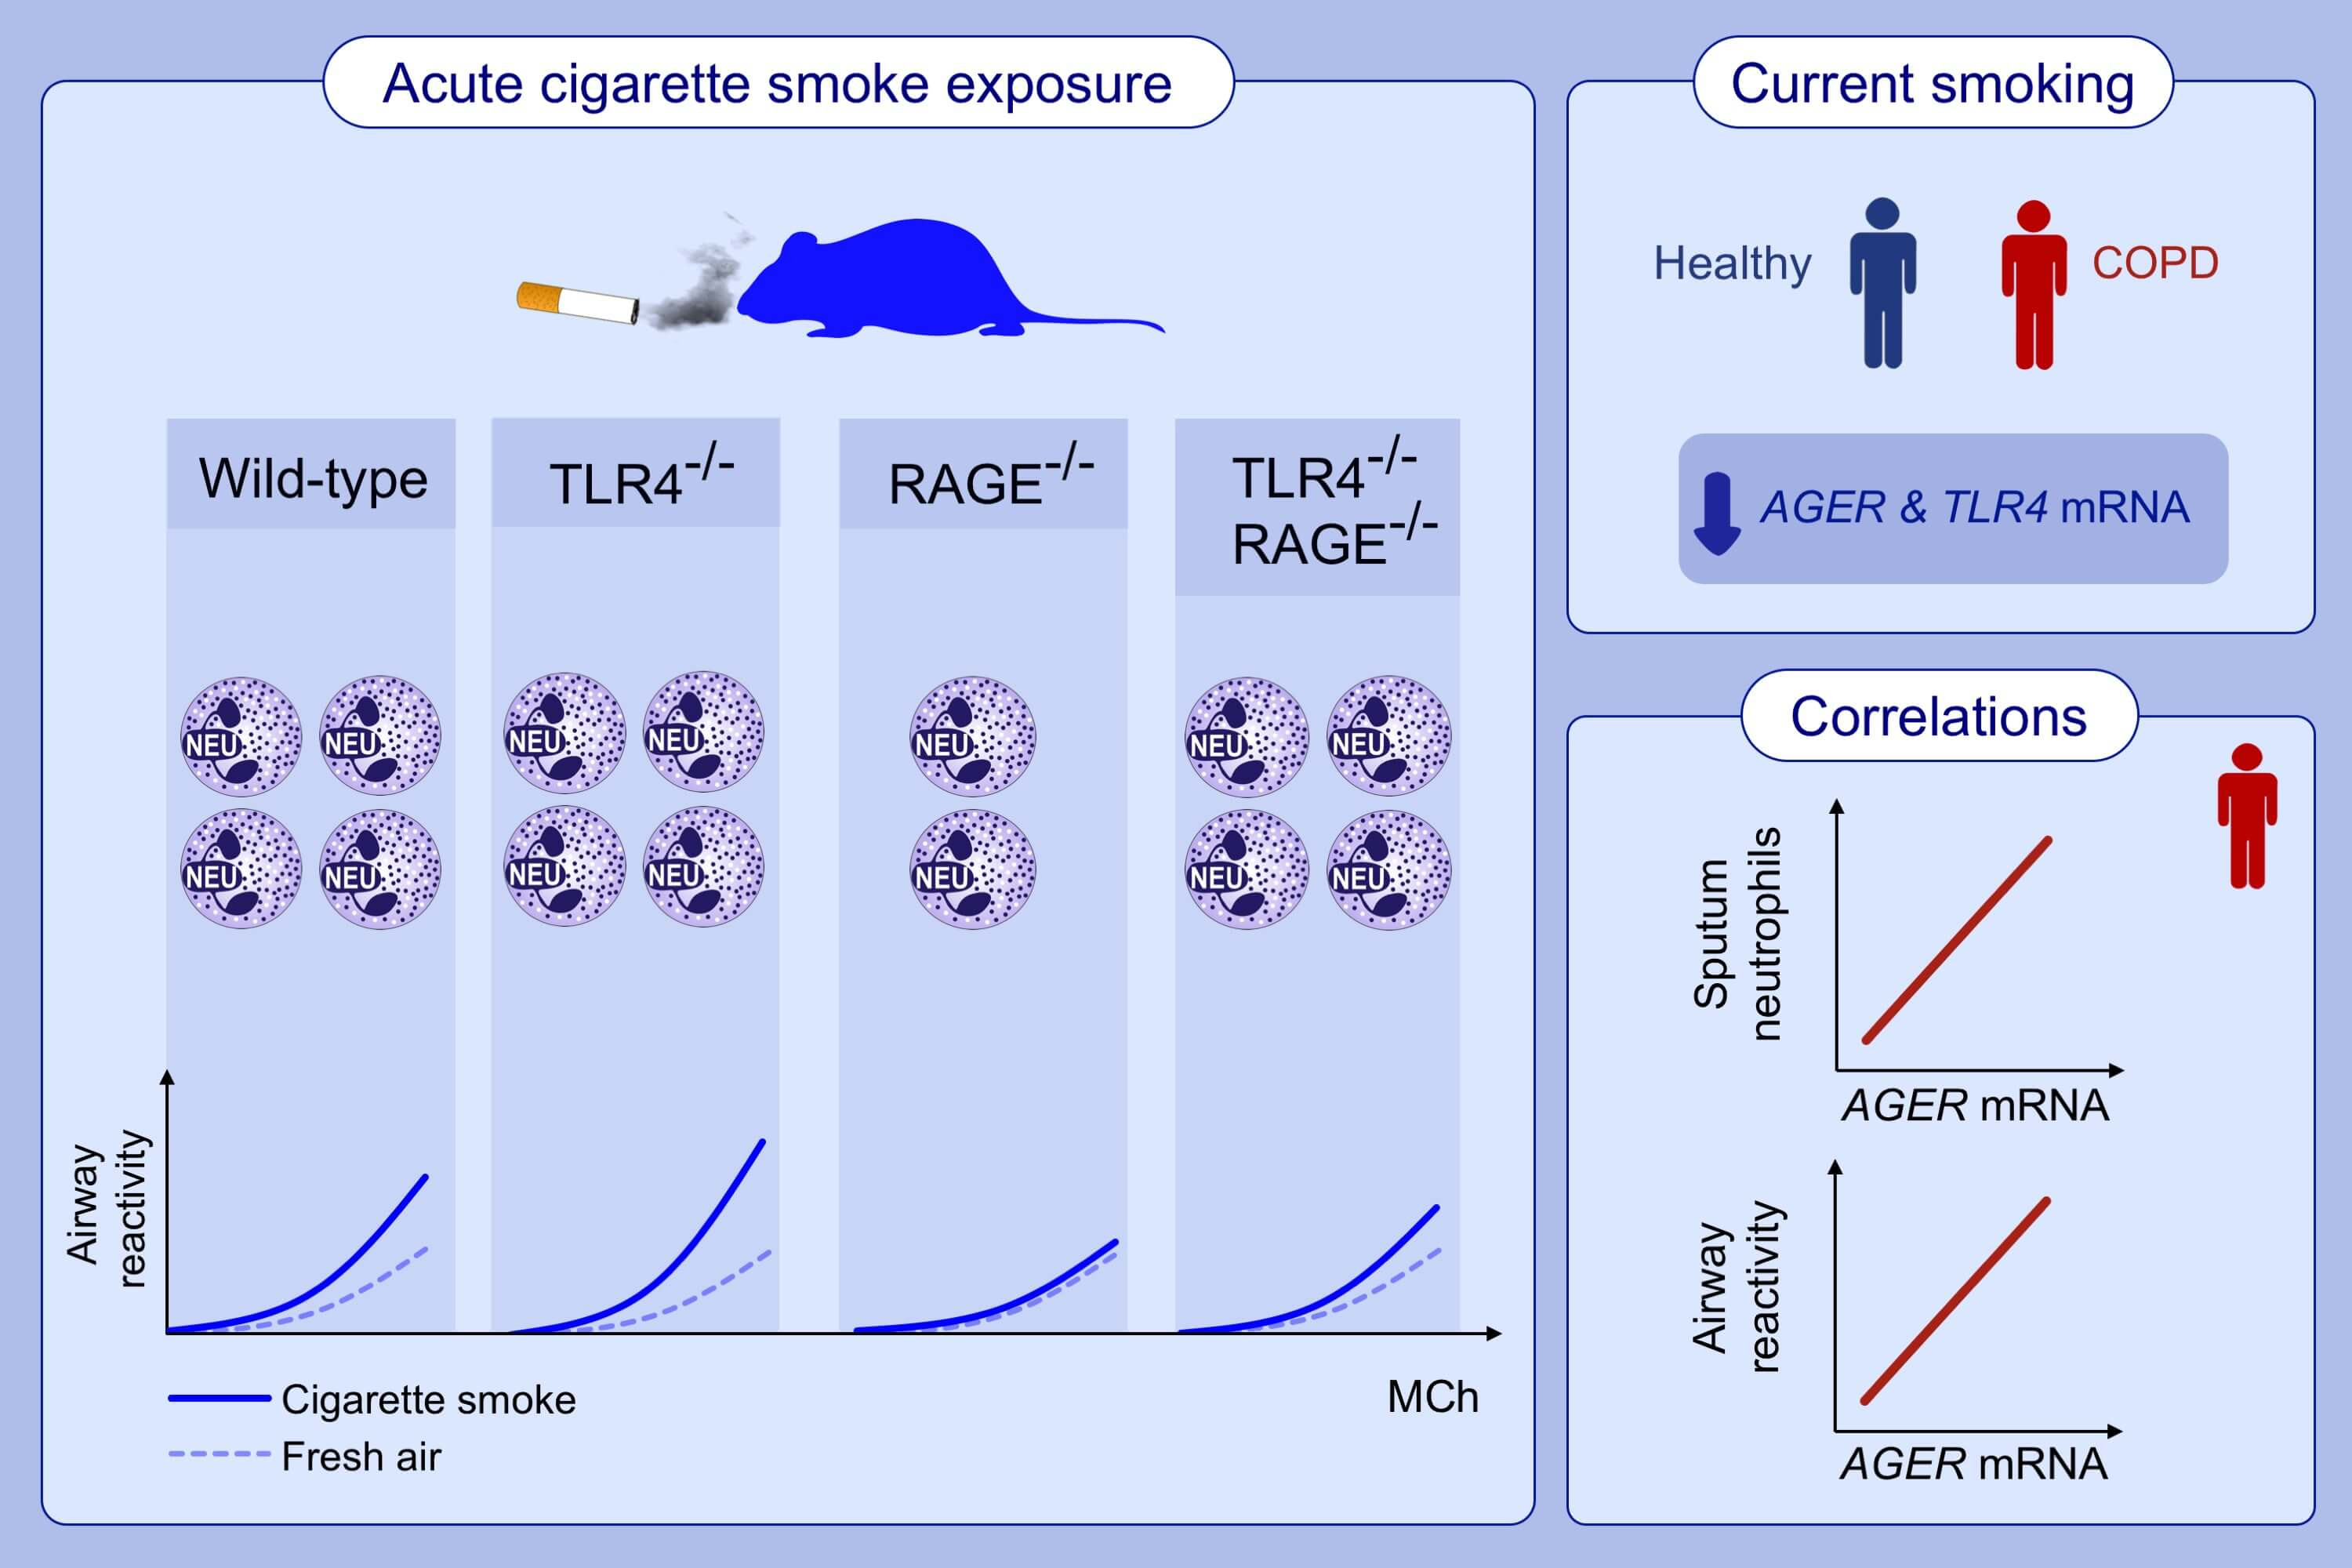 Acute cigarette smoke exposure
Wild-type
TLR4-/-
RAGE-/-
TLR4-/-
RAGE-/-
NEU NEU
NEU NEU
NEU NEU
NEU NEU
NEU
NEU
NEU NEU
NEU NEU
Airway
reactivity
MCh
Cigarette smoke
Fresh air
Current smoking
Healthy
COPD
AGER & TLR4 mRNA
Correlations
Sputum
neutrophils
AGER mRNA
Airway
reactivity
AGER mRNA